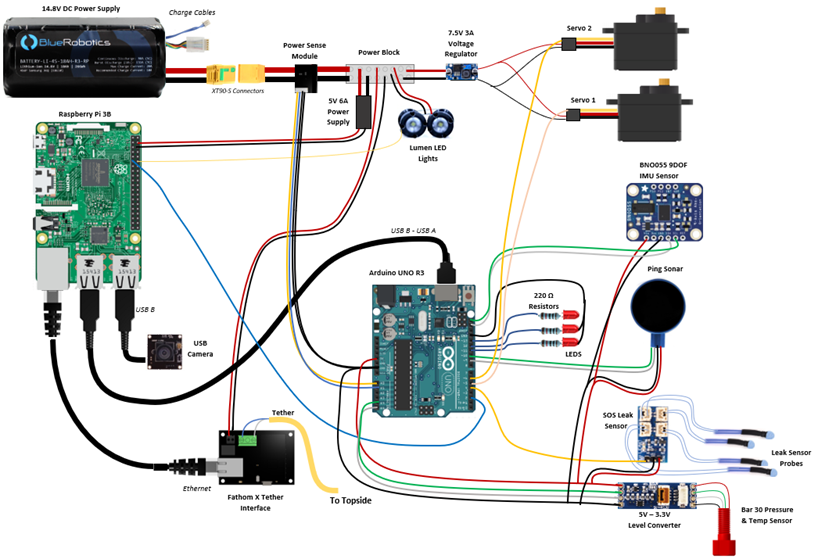 14.8V DC Power Supply
Charge Cables
BlueRobotics
XT90-S Connectors
Power Sense
Module
Power Block
7.5V 3A
Voltage
Regulator
Servo 2
Servo 1
5V 6A
Power
Supply
Lumen LED
Lights
Raspberry Pi 3B
BNO055 9DOF
IMU Sensor
USB B - USB A
Arduino UNO R3
220 Ω
Resistors
LEDS
Ping Sonar
USB B
USB
Camera
SOS Leak
Sensor
Leak Sensor
Probes
Tether
To Topside
Ethernet
Fathom X Tether
Interface
5V – 3.3V
Level Converter
Bar 30 Pressure
& Temp Sensor
UNO